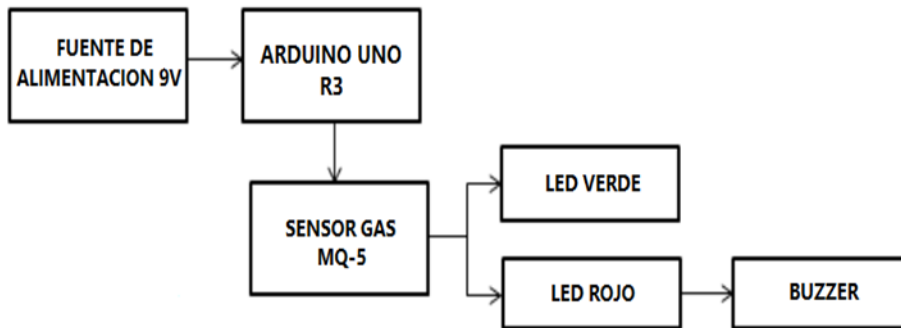 FUENTE DE
ALIMENTACION 9V
ARDUINO UNO
R3
SENSOR GAS
MQ-5
LED VERDE
LED ROJO
BUZZER